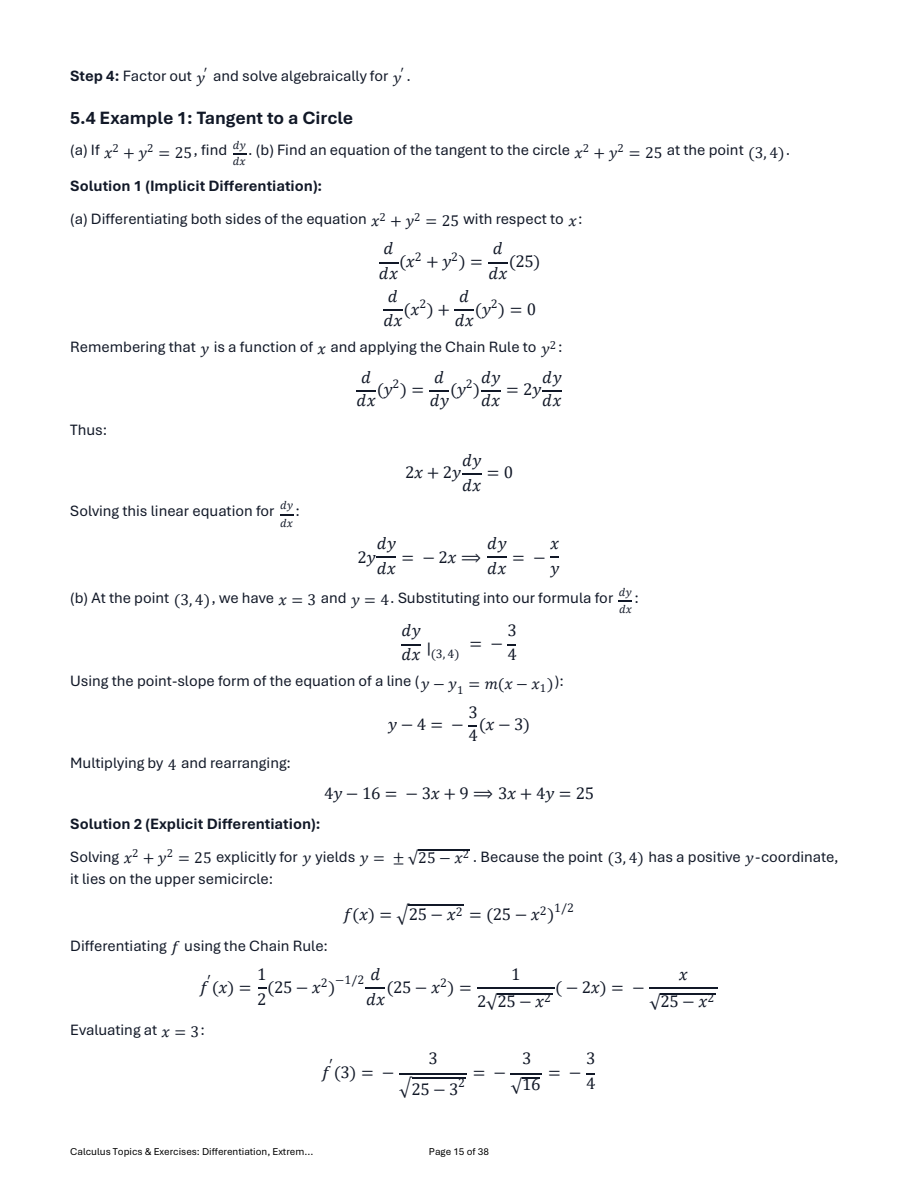 Step 4: Factor out y′ and solve algebraically for y′.
5.4 Example 1: Tangent to a Circle
(a) If x² + y² = 25, find dy/dx. (b) Find an equation of the tangent to the circle x² + y² = 25 at the point (3, 4).
Solution 1 (Implicit Differentiation):
(a) Differentiating both sides of the equation x² + y² = 25 with respect to x:
d/dx(x² + y²) = d/dx(25)
d/dx(x²) + d/dx(y²) = 0
Remembering that y is a function of x and applying the Chain Rule to y²:
d/dx(y²) = d/dy(y²)dy/dx = 2y dy/dx
Thus:
2x + 2y dy/dx = 0
Solving this linear equation for dy/dx:
2y dy/dx = − 2x ⟹ dy/dx = − x/y
(b) At the point (3, 4), we have x = 3 and y = 4. Substituting into our formula for dy/dx:
dy/dx |(3, 4) = − 3/4
Using the point-slope form of the equation of a line (y − y₁ = m(x − x₁)):
y − 4 = − 3/4(x − 3)
Multiplying by 4 and rearranging:
4y − 16 = − 3x + 9 ⟹ 3x + 4y = 25
Solution 2 (Explicit Differentiation):
Solving x² + y² = 25 explicitly for y yields y = ± √(25 − x²). Because the point (3, 4) has a positive y-coordinate,
it lies on the upper semicircle:
f(x) = √(25 − x²) = (25 − x²)^1/2
Differentiating f using the Chain Rule:
f′(x) = 1/2(25 − x²)^−1/2 d/dx(25 − x²) = 1/(2√(25 − x²))( − 2x) = − x/√(25 − x²)
Evaluating at x = 3:
f′(3) = − 3/√(25 − 3²) = − 3/√16 = − 3/4
Calculus Topics & Exercises: Differentiation, Extrem... Page 15 of 38